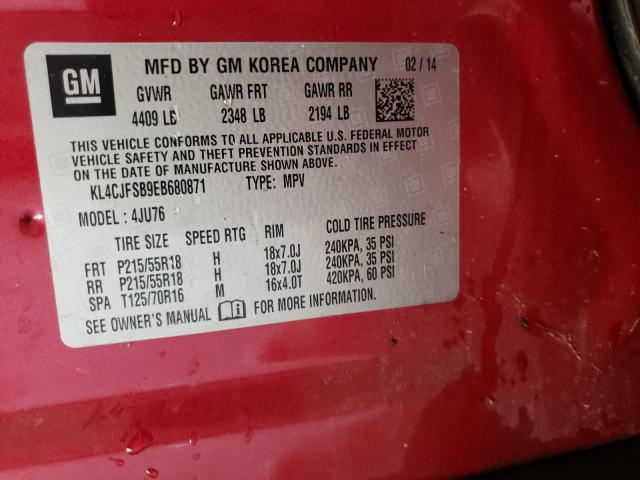 GM
MFD BY GM KOREA COMPANY 02/14
GVWR GAWR FRT GAWR RR
4409 LB 2348 LB 2194 LB
THIS VEHICLE CONFORMS TO ALL APPLICABLE U.S. FEDERAL MOTOR
VEHICLE SAFETY AND THEFT PREVENTION STANDARDS IN EFFECT
ON THE DATE OF MANUFACTURE SHOWN ABOVE.
KL4CJFSB9EB680871 TYPE: MPV
MODEL: 4JU76
TIRE SIZE SPEED RTG RIM COLD TIRE PRESSURE
FRT P215/55R18 H 18x7.0J 240KPA, 35 PSI
RR P215/55R18 H 18x7.0J 240KPA, 35 PSI
SPA T125/70R16 M 16x4.0T 420KPA, 60 PSI
SEE OWNER'S MANUAL i FOR MORE INFORMATION.